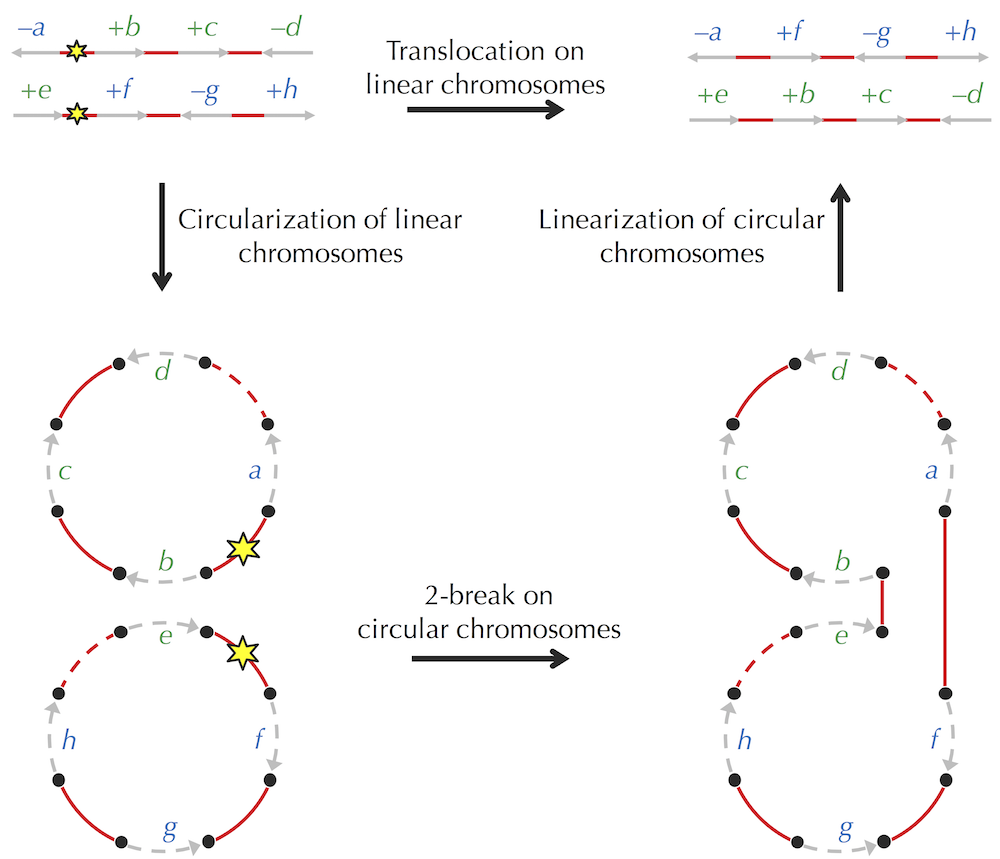 –a +b +c –d
+e +f –g +h
Translocation on
linear chromosomes
–a +f –g +h
+e +b +c –d
Circularization of linear
chromosomes
Linearization of circular
chromosomes
d
c
a
b
e
h
f
g
2-break on
circular chromosomes
d
c
a
b
e
h
f
g